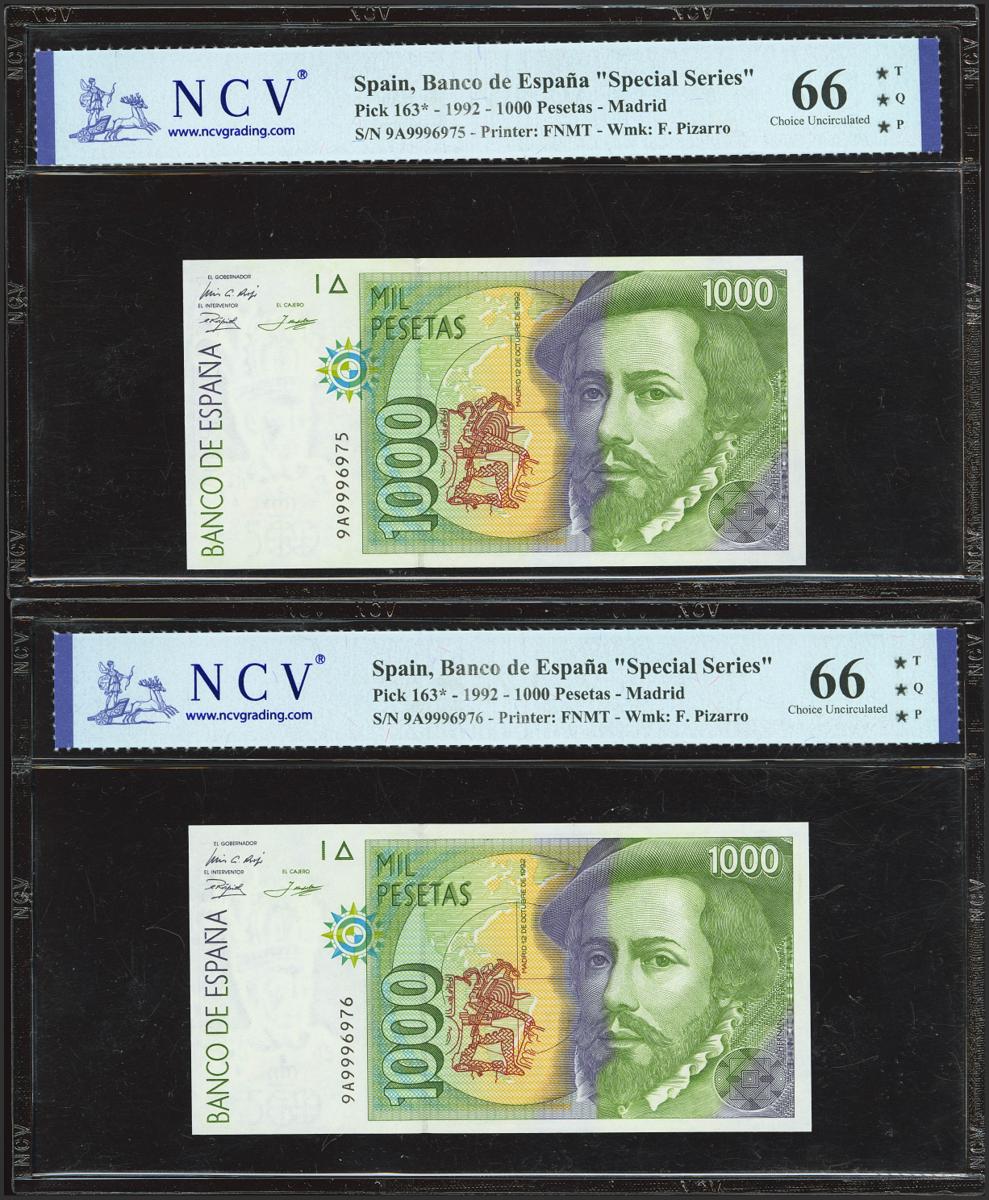 NCV®
www.ncvgrading.com
Spain, Banco de España "Special Series"
Pick 163* - 1992 - 1000 Pesetas - Madrid
S/N 9A9996975 - Printer: FNMT - Wmk: F. Pizarro
66
Choice Uncirculated
★ T
★ Q
★ P
EL GOBERNADOR
EL INTERVENTOR
EL CAJERO
MIL
PESETAS
1000
MADRID 12 DE OCTUBRE DE 1992
1000
BANCO DE ESPAÑA
9A9996975
NCV®
www.ncvgrading.com
Spain, Banco de España "Special Series"
Pick 163* - 1992 - 1000 Pesetas - Madrid
S/N 9A9996976 - Printer: FNMT - Wmk: F. Pizarro
66
Choice Uncirculated
★ T
★ Q
★ P
EL GOBERNADOR
EL INTERVENTOR
EL CAJERO
MIL
PESETAS
1000
MADRID 12 DE OCTUBRE DE 1992
1000
BANCO DE ESPAÑA
9A9996976